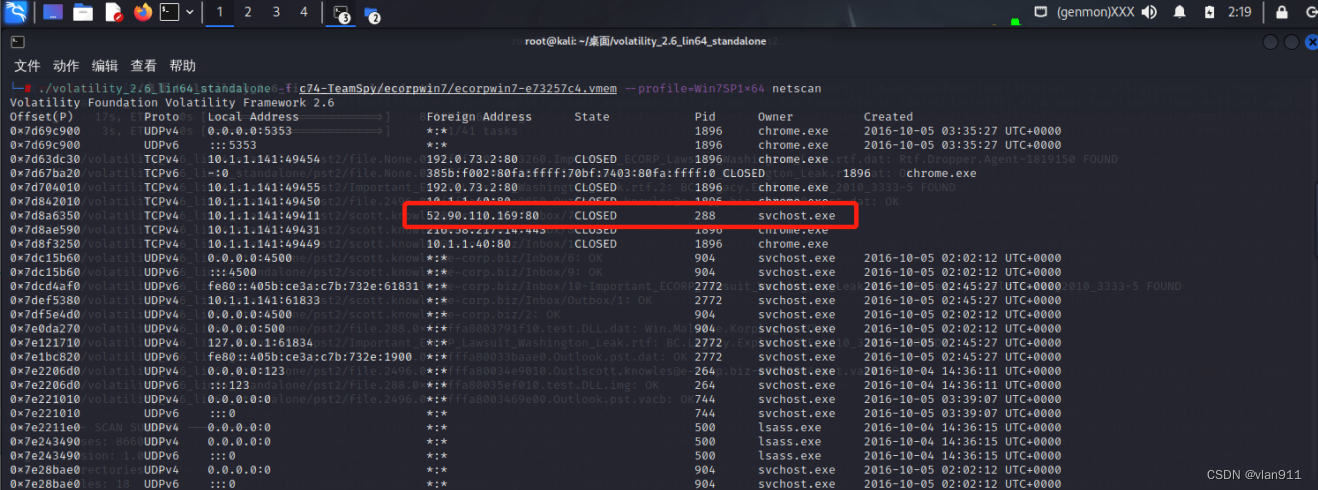 1 2 3 4 3 2 (genmon)XXX 2:19
root@kali: ~/桌面/volatility_2.6_lin64_standalone
文件 动作 编辑 查看 帮助
└─# ./volatility_2.6_lin64_standalone -f c74-TeamSpy/ecorpwin7/ecorpwin7-e73257c4.vmem --profile=Win7SP1×64 netscan
Volatility Foundation Volatility Framework 2.6
Offset(P) Proto Local Address Foreign Address State Pid Owner Created
0×7d69c900 UDPv4 0.0.0.0:5353 *:* 1896 chrome.exe 2016-10-05 03:35:27 UTC+0000
0×7d69c900 UDPv6 :::5353 *:* 1896 chrome.exe 2016-10-05 03:35:27 UTC+0000
0×7d63dc30 TCPv4 10.1.1.141:49454 192.0.73.2:80 CLOSED 1896 chrome.exe
0×7d67ba20 TCPv6 -:0 385b:f002:80fa:ffff:70bf:7403:80fa:ffff:0 CLOSED 1896 chrome.exe
0×7d704010 TCPv4 10.1.1.141:49455 192.0.73.2:80 CLOSED 1896 chrome.exe
0×7d842010 TCPv4 10.1.1.141:49450 10.1.1.40:80 CLOSED 1896 chrome.exe
0×7d8a6350 TCPv4 10.1.1.141:49411 52.90.110.169:80 CLOSED 288 svchost.exe
0×7d8ae590 TCPv4 10.1.1.141:49431 216.58.217.14:443 CLOSED 1896 chrome.exe
0×7d8f3250 TCPv4 10.1.1.141:49449 10.1.1.40:80 CLOSED 1896 chrome.exe
0×7dc15b60 UDPv4 0.0.0.0:4500 *:* 904 svchost.exe 2016-10-05 02:02:12 UTC+0000
0×7dc15b60 UDPv6 :::4500 *:* 904 svchost.exe 2016-10-05 02:02:12 UTC+0000
0×7dcd4af0 UDPv6 fe80::405b:ce3a:c7b:732e:61831 *:* 2772 svchost.exe 2016-10-05 02:45:27 UTC+0000
0×7def5380 UDPv4 10.1.1.141:61833 *:* 2772 svchost.exe 2016-10-05 02:45:27 UTC+0000
0×7df5e4d0 UDPv4 0.0.0.0:4500 *:* 904 svchost.exe 2016-10-05 02:02:12 UTC+0000
0×7e0da270 UDPv4 0.0.0.0:500 *:* 904 svchost.exe 2016-10-05 02:02:12 UTC+0000
0×7e121710 UDPv4 127.0.0.1:61834 *:* 2772 svchost.exe 2016-10-05 02:45:27 UTC+0000
0×7e1bc820 UDPv6 fe80::405b:ce3a:c7b:732e:1900 *:* 2772 svchost.exe 2016-10-05 02:45:27 UTC+0000
0×7e2206d0 UDPv4 0.0.0.0:123 *:* 264 svchost.exe 2016-10-04 14:36:11 UTC+0000
0×7e2206d0 UDPv6 :::123 *:* 264 svchost.exe 2016-10-04 14:36:11 UTC+0000
0×7e221010 UDPv4 0.0.0.0:0 *:* 744 svchost.exe 2016-10-05 03:39:07 UTC+0000
0×7e221010 UDPv6 :::0 *:* 744 svchost.exe 2016-10-05 03:39:07 UTC+0000
0×7e2211e0 UDPv4 0.0.0.0:0 *:* 500 lsass.exe 2016-10-04 14:36:15 UTC+0000
0×7e243490 UDPv4 0.0.0.0:0 *:* 500 lsass.exe 2016-10-04 14:36:15 UTC+0000
0×7e243490 UDPv6 :::0 *:* 500 lsass.exe 2016-10-04 14:36:15 UTC+0000
0×7e28bae0 UDPv4 0.0.0.0:0 *:* 904 svchost.exe 2016-10-05 02:02:12 UTC+0000
0×7e28bae0 UDPv6 :::0 *:* 904 svchost.exe 2016-10-05 02:02:12 UTC+0000
CSDN @vlan911